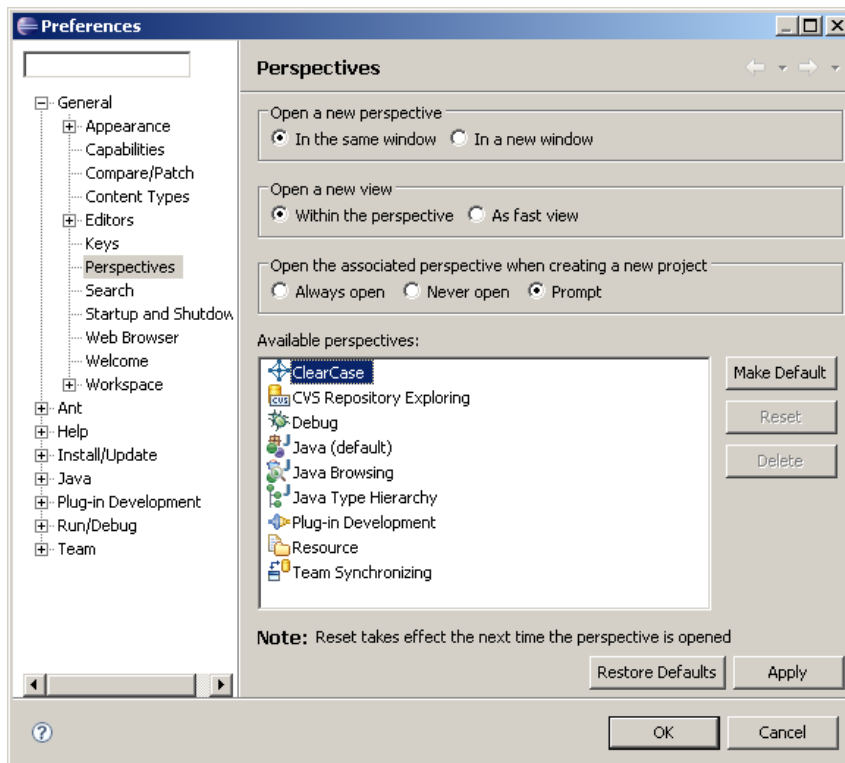 Preferences
Perspectives
General
Appearance
Capabilities
Compare/Patch
Content Types
Editors
Keys
Perspectives
Search
Startup and Shutdow
Web Browser
Welcome
Workspace
Ant
Help
Install/Update
Java
Plug-in Development
Run/Debug
Team
Open a new perspective
In the same window In a new window
Open a new view
Within the perspective As fast view
Open the associated perspective when creating a new project
Always open Never open Prompt
Available perspectives:
ClearCase
CVS Repository Exploring
Debug
Java (default)
Java Browsing
Java Type Hierarchy
Plug-in Development
Resource
Team Synchronizing
Make Default
Reset
Delete
Note: Reset takes effect the next time the perspective is opened
Restore Defaults Apply
OK Cancel